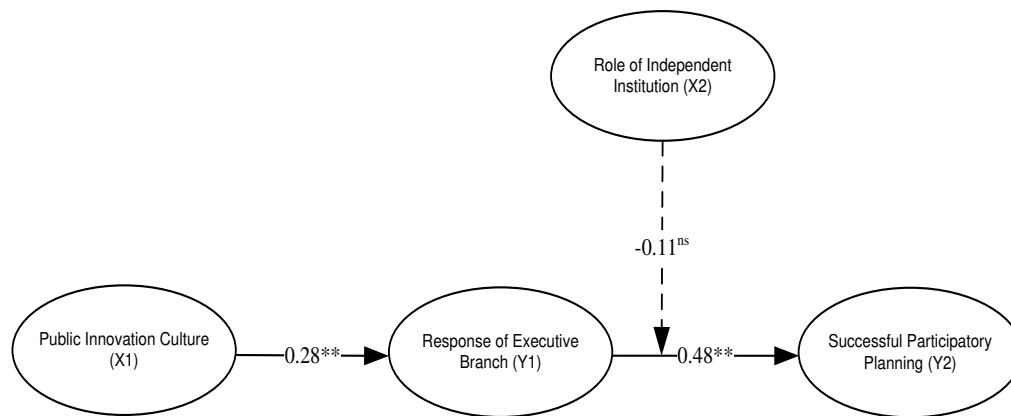 Role of Independent
Institution (X2)
-0.11ns
Public Innovation Culture
(X1)
0.28**
Response of Executive
Branch (Y1)
0.48**
Successful Participatory
Planning (Y2)